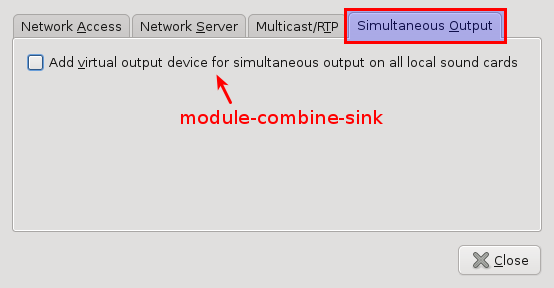 Network Access Network Server Multicast/RTP Simultaneous Output
Add virtual output device for simultaneous output on all local sound cards
module-combine-sink
Close